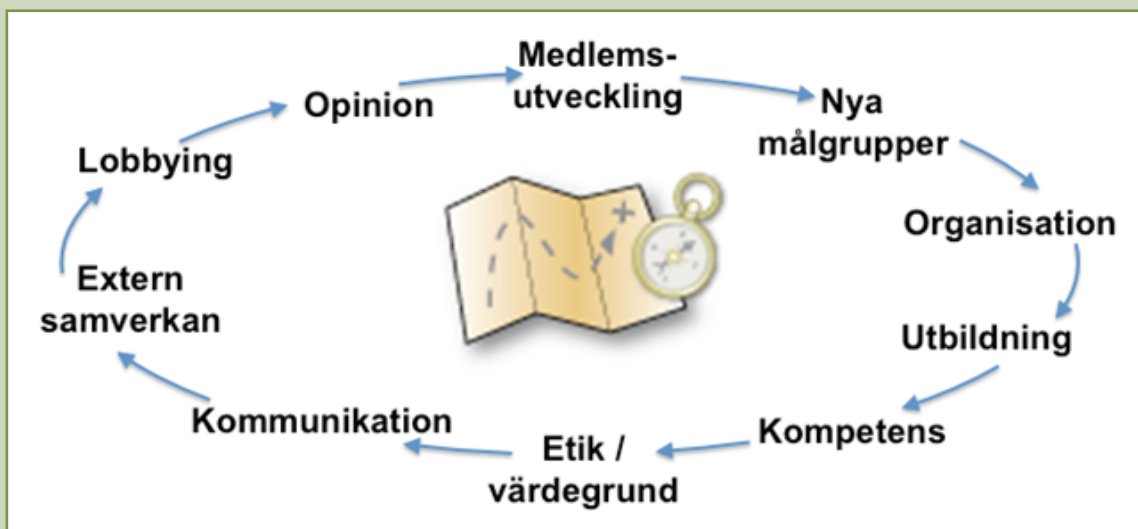 Medlems-
utveckling
Nya
målgrupper
Organisation
Utbildning
Kompetens
Etik /
värdegrund
Kommunikation
Extern
samverkan
Lobbying
Opinion